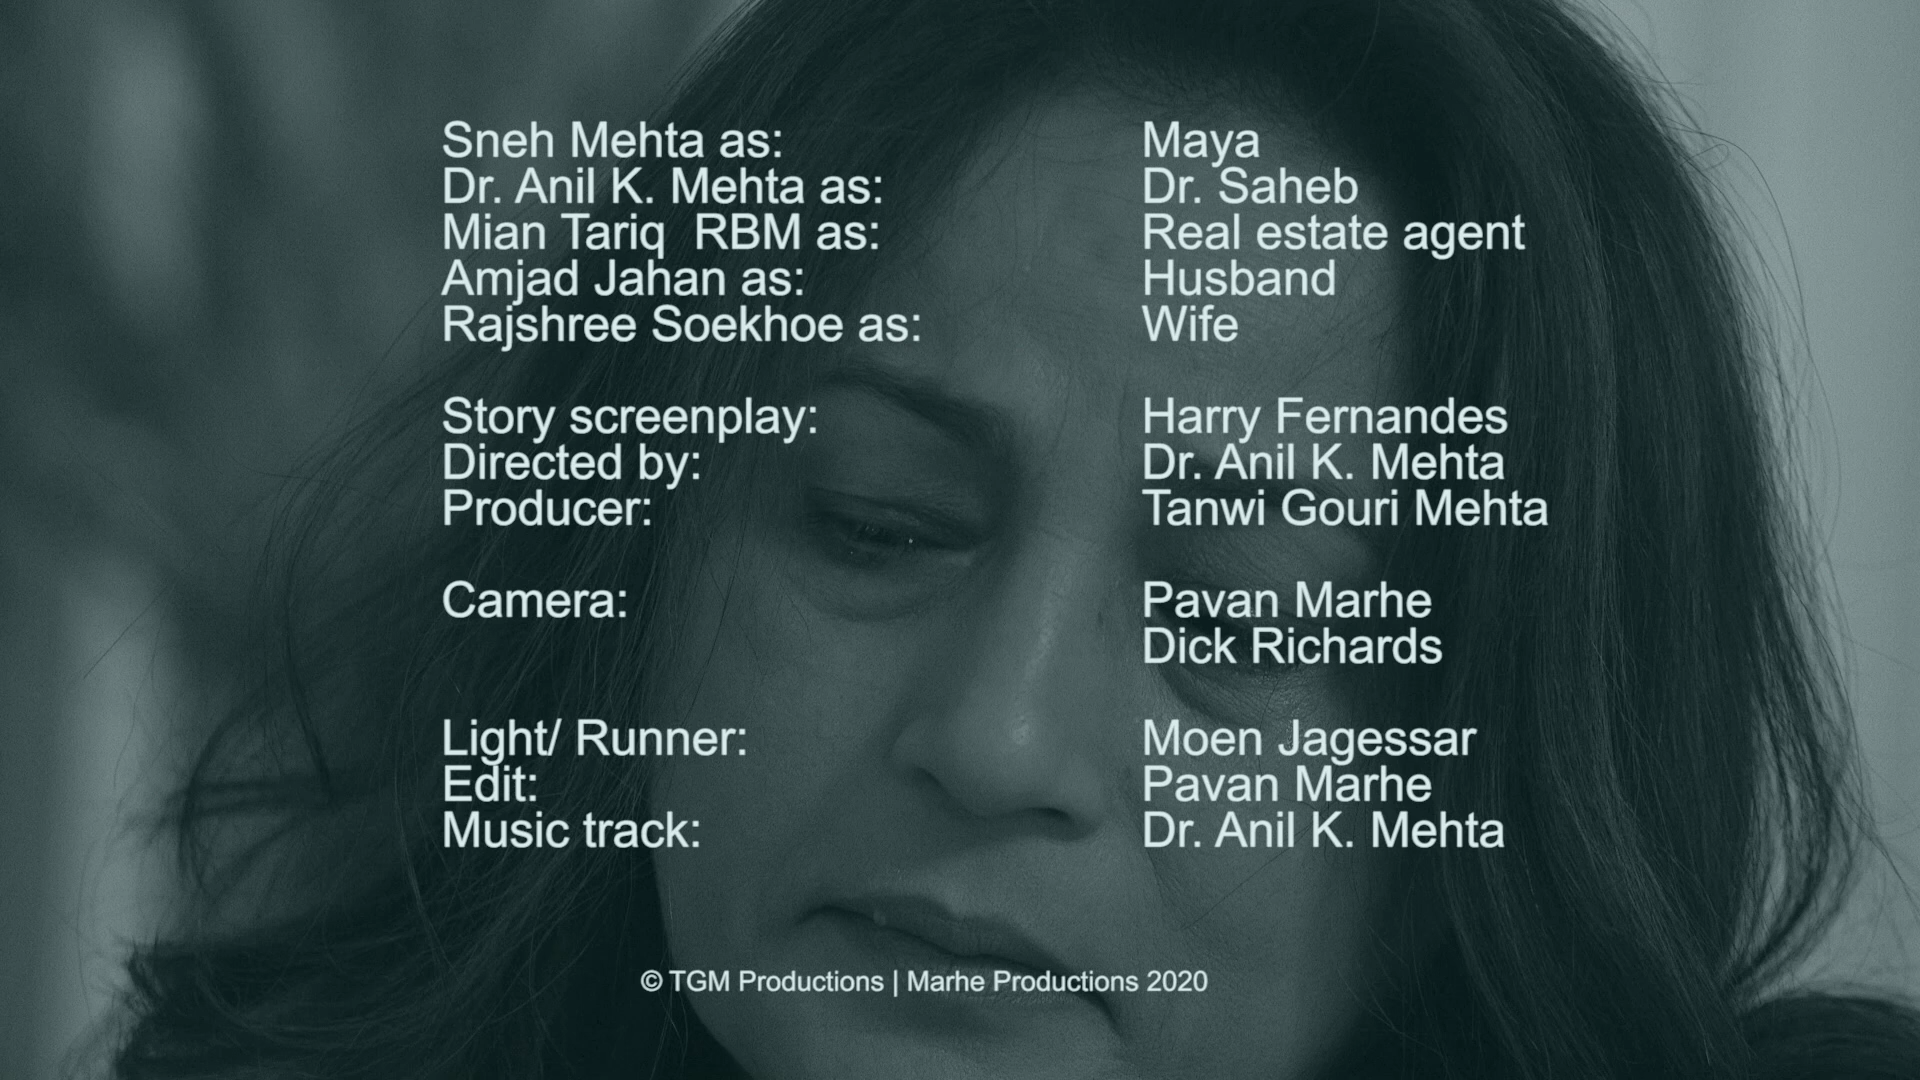 Sneh Mehta as: Maya
Dr. Anil K. Mehta as: Dr. Saheb
Mian Tariq  RBM as: Real estate agent
Amjad Jahan as: Husband
Rajshree Soekhoe as: Wife
Story screenplay: Harry Fernandes
Directed by: Dr. Anil K. Mehta
Producer: Tanwi Gouri Mehta
Camera: Pavan Marhe
Dick Richards
Light/ Runner: Moen Jagessar
Edit: Pavan Marhe
Music track: Dr. Anil K. Mehta
© TGM Productions | Marhe Productions 2020